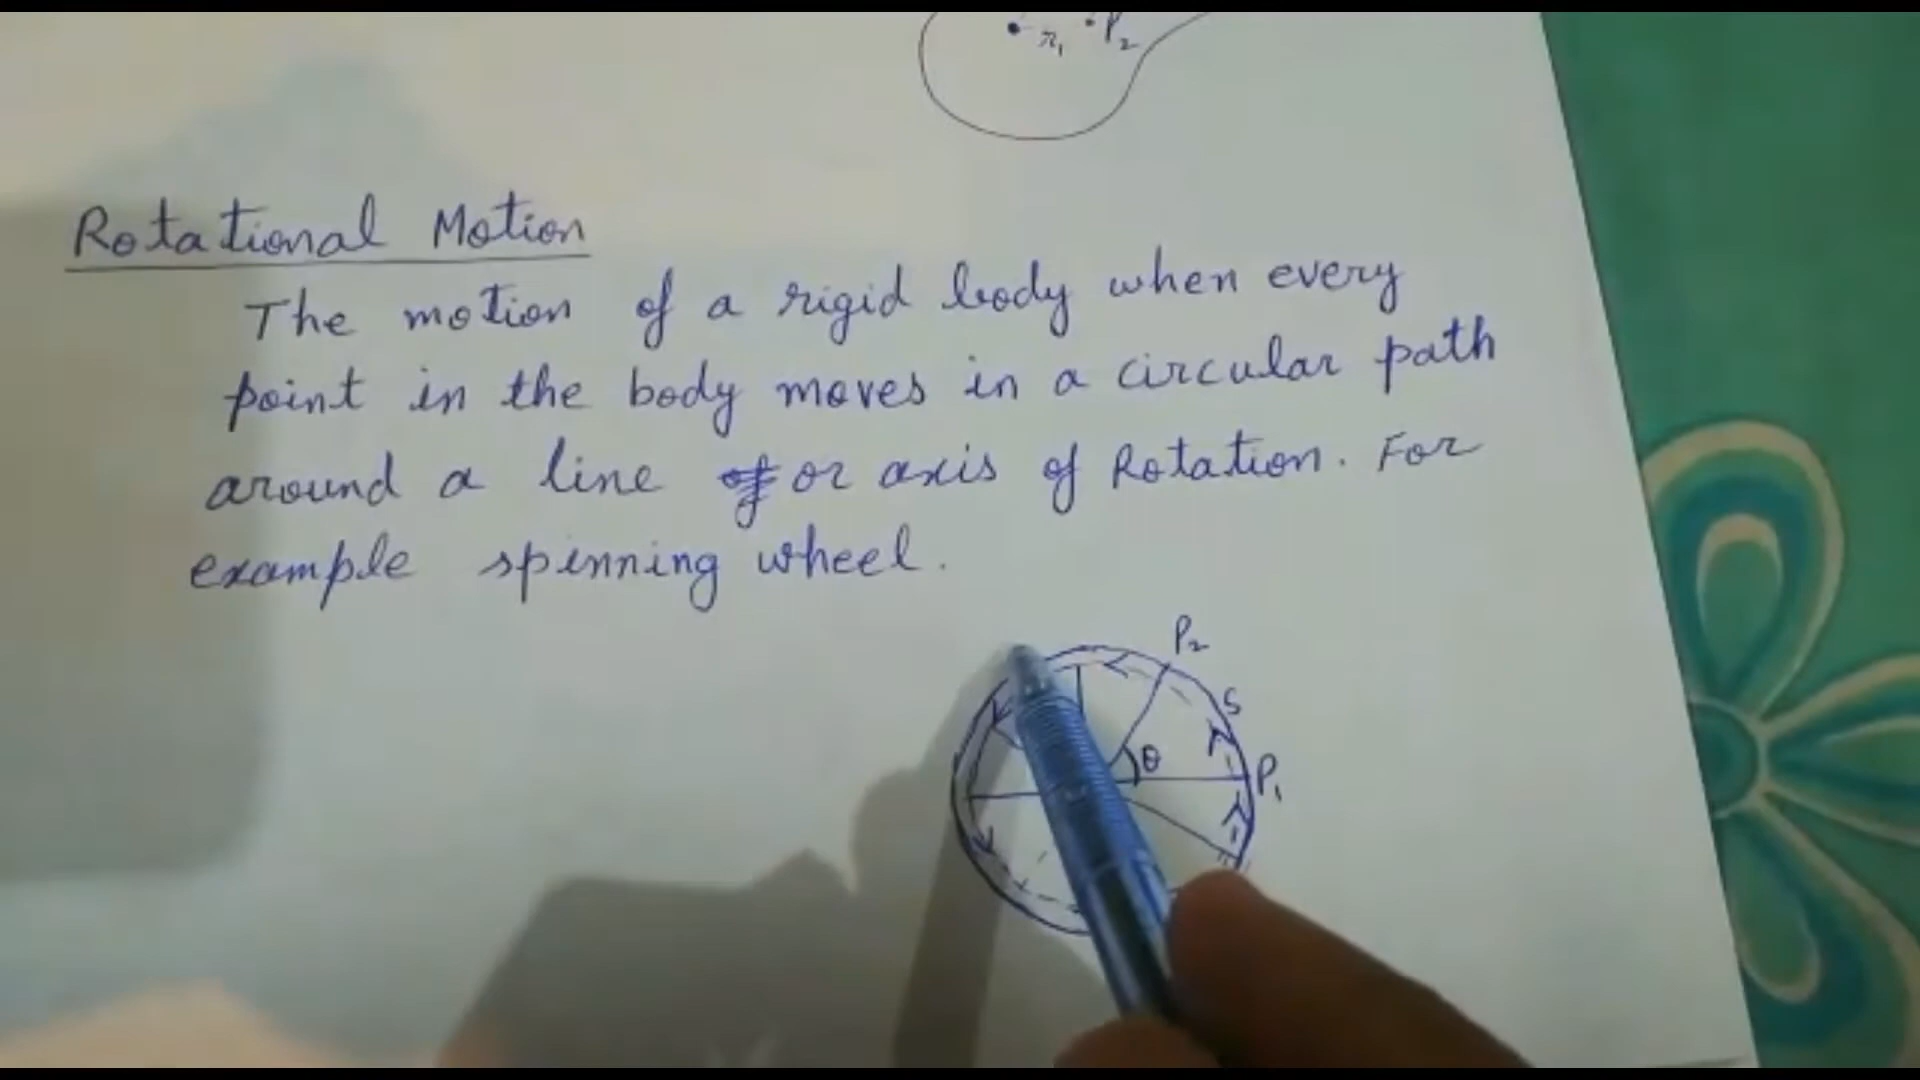 r₁ P₂
Rotational Motion
The motion of a rigid body when every
point in the body moves in a circular path
around a line or axis of Rotation. For
example spinning wheel.
P₂
S
θ
P₁